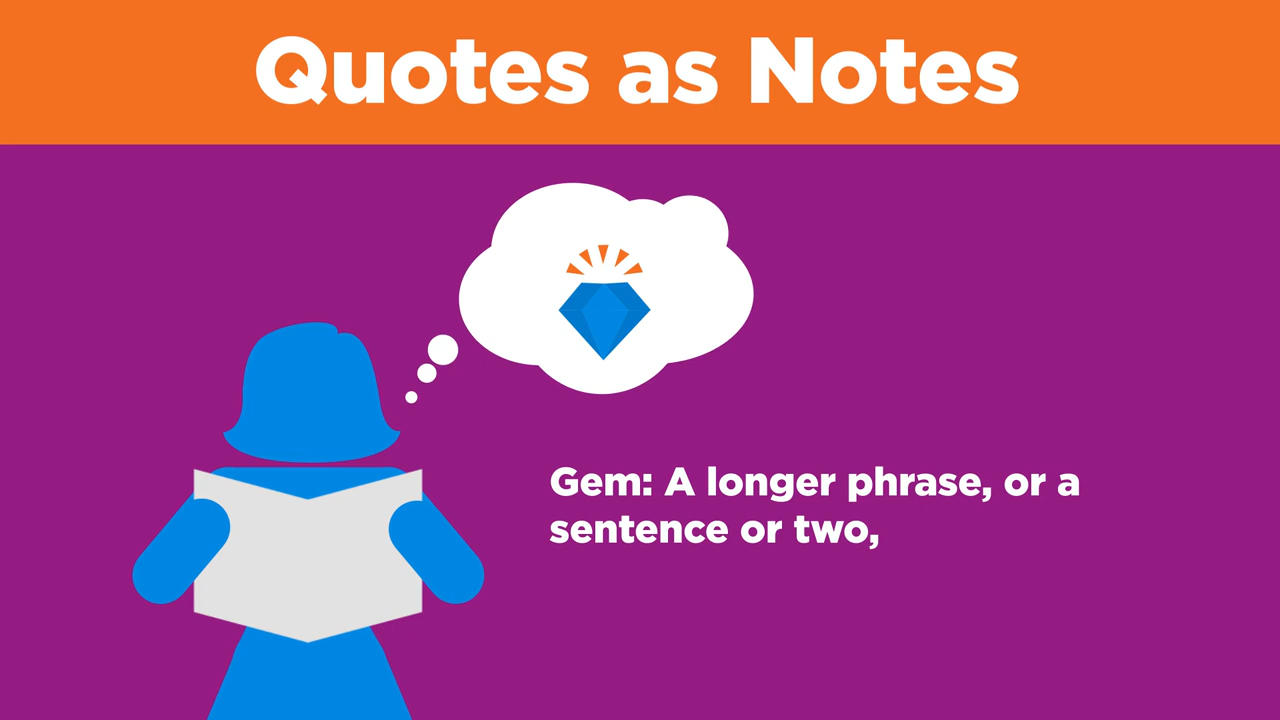 Quotes as Notes
Gem: A longer phrase, or a
sentence or two,